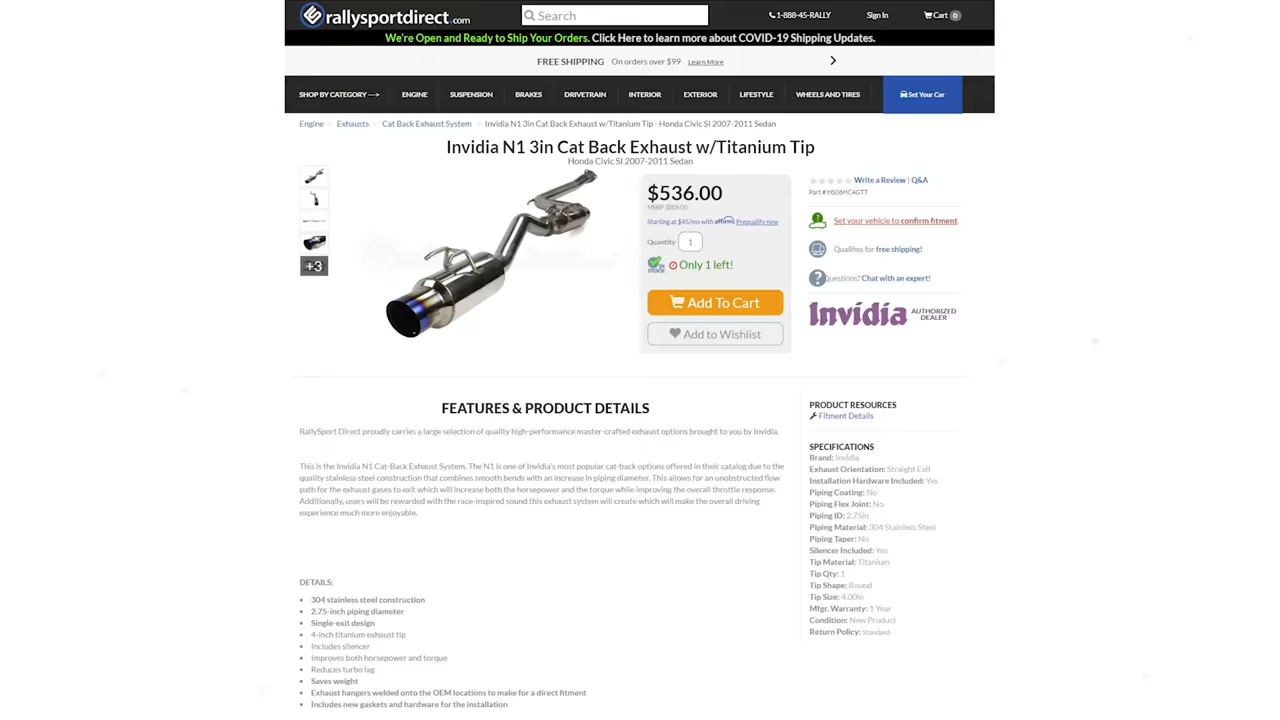 rallysportdirect.com
Search
1-888-45-RALLY
Sign In
Cart 0
We're Open and Ready to Ship Your Orders. Click Here to learn more about COVID-19 Shipping Updates.
FREE SHIPPING On orders over $99 Learn More
SHOP BY CATEGORY —> ENGINE SUSPENSION BRAKES DRIVETRAIN INTERIOR EXTERIOR LIFESTYLE WHEELS AND TIRES Set Your Car
Engine Exhausts Cat Back Exhaust System Invidia N1 3in Cat Back Exhaust w/Titanium Tip - Honda Civic SI 2007-2011 Sedan
Invidia N1 3in Cat Back Exhaust w/Titanium Tip
Honda Civic SI 2007-2011 Sedan
+3
$536.00
MSRP
Starting at $45/mo with affirm Prequalify now
Quantity 1
IN STOCK Only 1 left!
Add To Cart
Add to Wishlist
Write a Review | Q&A
Part # HS06HC4GTT
Set your vehicle to confirm fitment
Qualifies for free shipping!
Questions? Chat with an expert!
Invidia AUTHORIZED
DEALER
FEATURES & PRODUCT DETAILS
RallySport Direct proudly carries a large selection of quality high-performance master-crafted exhaust options brought to you by Invidia.
This is the Invidia N1 Cat-Back Exhaust System. The N1 is one of Invidia's most popular cat-back options offered in their catalog due to the
quality stainless steel construction that combines smooth bends with an increase in piping diameter. This allows for an unobstructed flow
path for the exhaust gases to exit which will increase both the horsepower and the torque while improving the overall throttle response.
Additionally, users will be rewarded with the race-inspired sound this exhaust system will create which will make the overall driving
experience much more enjoyable.
DETAILS:
304 stainless steel construction
2.75-inch piping diameter
Single-exit design
4-inch titanium exhaust tip
Includes silencer
Improves both horsepower and torque
Reduces turbo lag
Saves weight
Exhaust hangers welded onto the OEM locations to make for a direct fitment
Includes new gaskets and hardware for the installation
PRODUCT RESOURCES
Fitment Details
SPECIFICATIONS
Brand: Invidia
Exhaust Orientation: Straight Exit
Installation Hardware Included: Yes
Piping Coating: No
Piping Flex Joint: No
Piping ID: 2.75in
Piping Material: 304 Stainless Steel
Piping Taper: No
Silencer Included: Yes
Tip Material: Titanium
Tip Qty: 1
Tip Shape: Round
Tip Size: 4.00in
Mfgr. Warranty: 1 Year
Condition: New Product
Return Policy: Standard